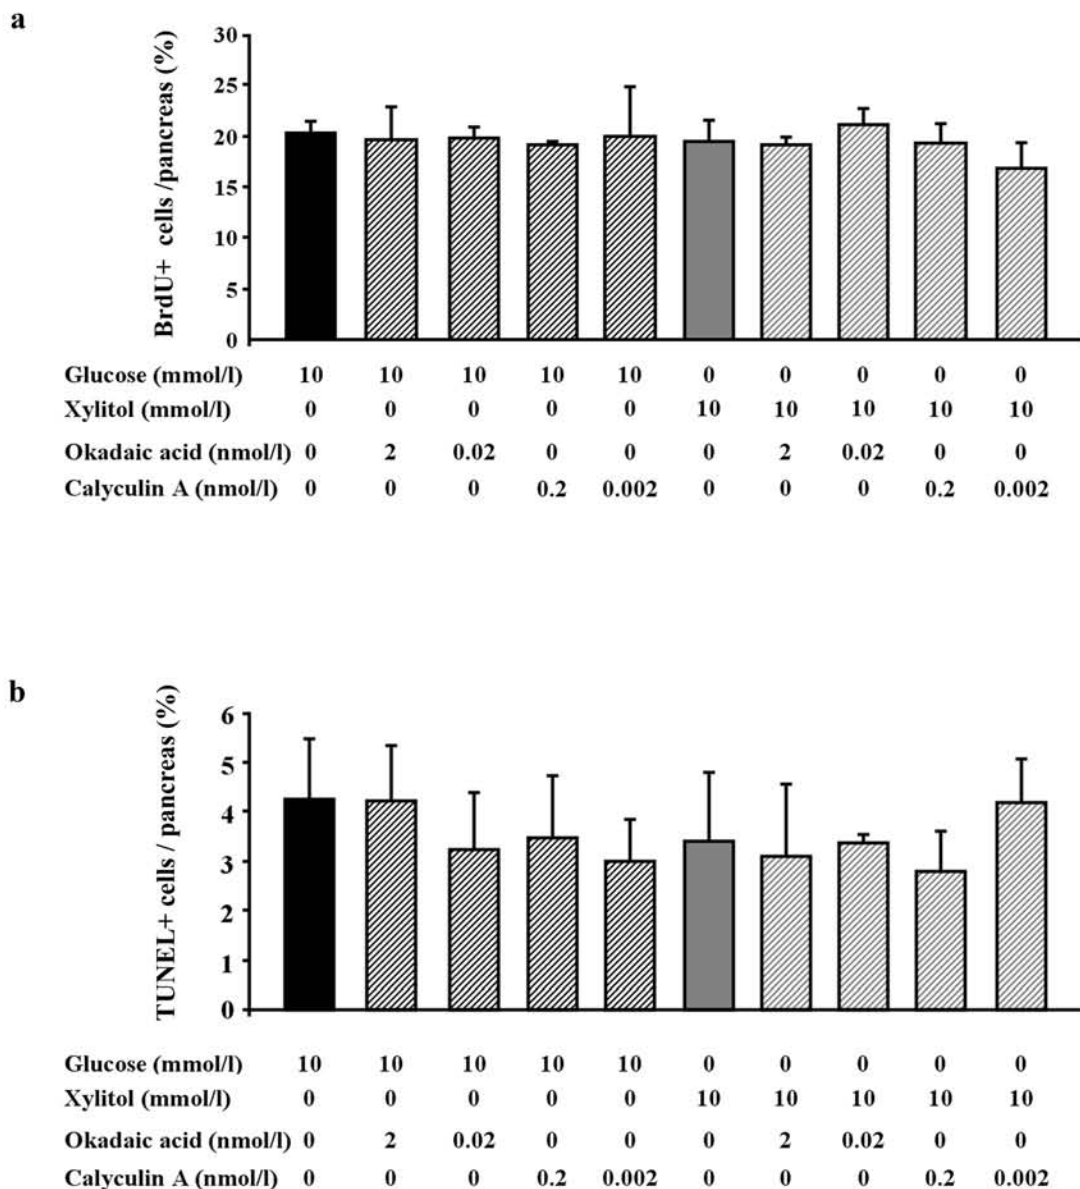 a
BrdU+ cells /pancreas (%)
30
25
20
15
10
5
0
Glucose (mmol/l) 10 10 10 10 10 0 0 0 0 0
Xylitol (mmol/l) 0 0 0 0 0 10 10 10 10 10
Okadaic acid (nmol/l) 0 2 0.02 0 0 0 2 0.02 0 0
Calyculin A (nmol/l) 0 0 0 0.2 0.002 0 0 0 0.2 0.002
b
TUNEL+ cells / pancreas (%)
6
5
4
3
2
1
0
Glucose (mmol/l) 10 10 10 10 10 0 0 0 0 0
Xylitol (mmol/l) 0 0 0 0 0 10 10 10 10 10
Okadaic acid (nmol/l) 0 2 0.02 0 0 0 2 0.02 0 0
Calyculin A (nmol/l) 0 0 0 0.2 0.002 0 0 0 0.2 0.002